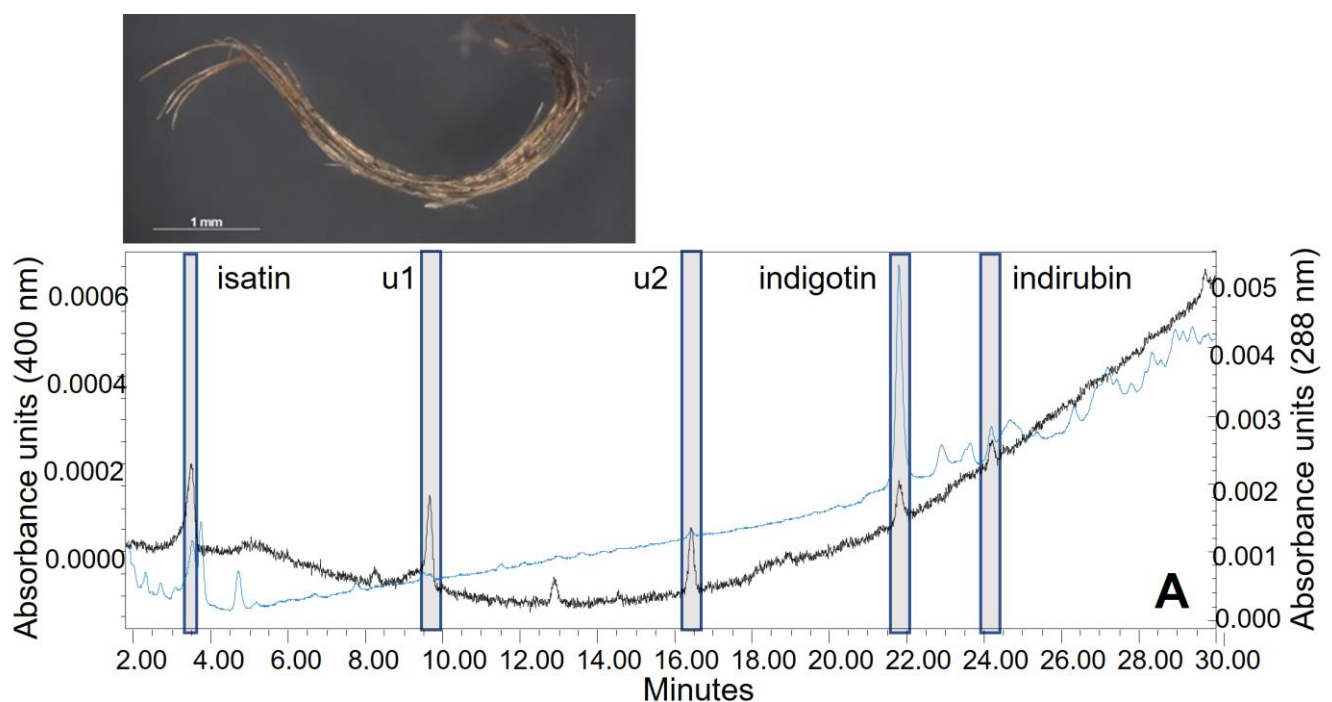 1 mm
isatin u1 u2 indigotin indirubin
Absorbance units (400 nm)
0.0006
0.0004
0.0002
0.0000
Absorbance units (288 nm)
0.005
0.004
0.003
0.002
0.001
0.000
A
2.00 4.00 6.00 8.00 10.00 12.00 14.00 16.00 18.00 20.00 22.00 24.00 26.00 28.00 30.00
Minutes